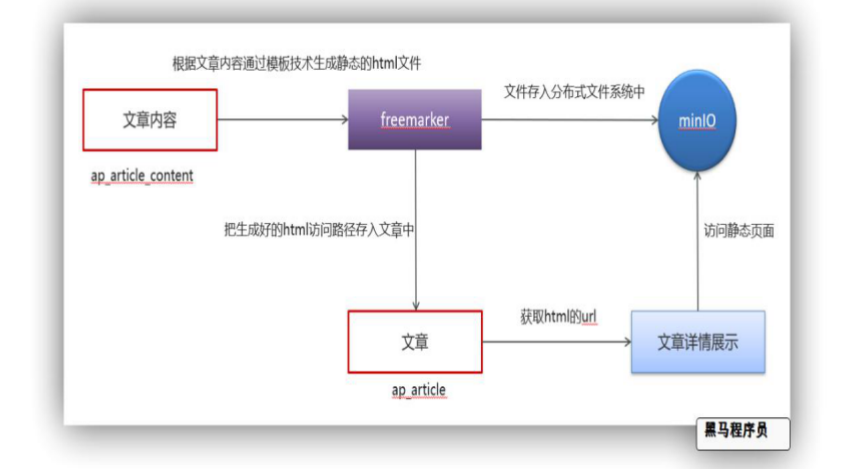 根据文章内容通过模板技术生成静态的html文件
文章内容
freemarker
文件存入分布式文件系统中
minIO
ap_article_content
把生成好的html访问路径存入文章中
访问静态页面
文章
获取html的url
文章详情展示
ap_article
黑马程序员